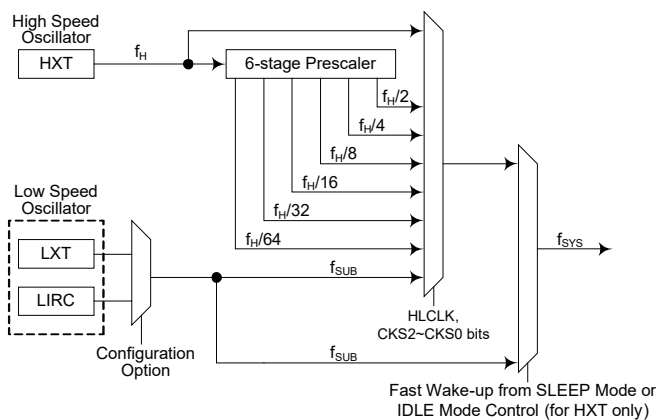 High Speed
Oscillator
HXT
fH
6-stage Prescaler
fH/2
fH/4
fH/8
fH/16
fH/32
fH/64
Low Speed
Oscillator
LXT
LIRC
fSUB
fSYS
HLCLK,
CKS2~CKS0 bits
Configuration
Option
fSUB
Fast Wake-up from SLEEP Mode or
IDLE Mode Control (for HXT only)